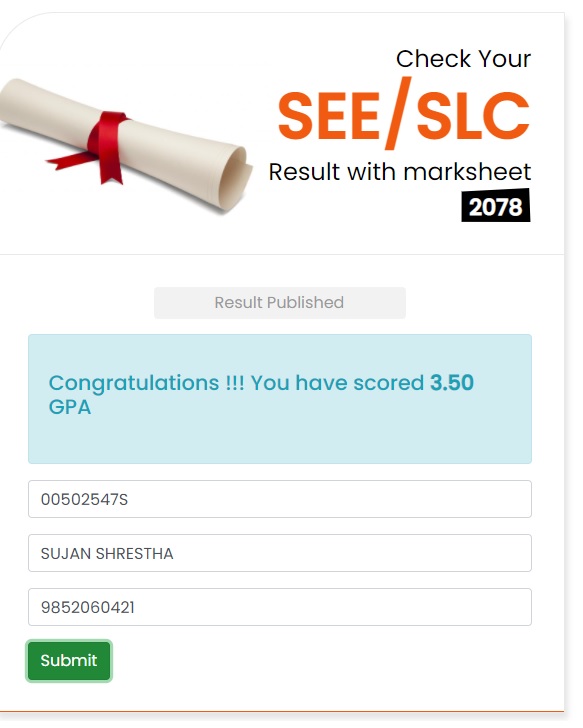 Check Your
SEE/SLC
Result with marksheet
2078
Result Published
Congratulations !!! You have scored 3.50
GPA
00502547S
SUJAN SHRESTHA
9852060421
Submit